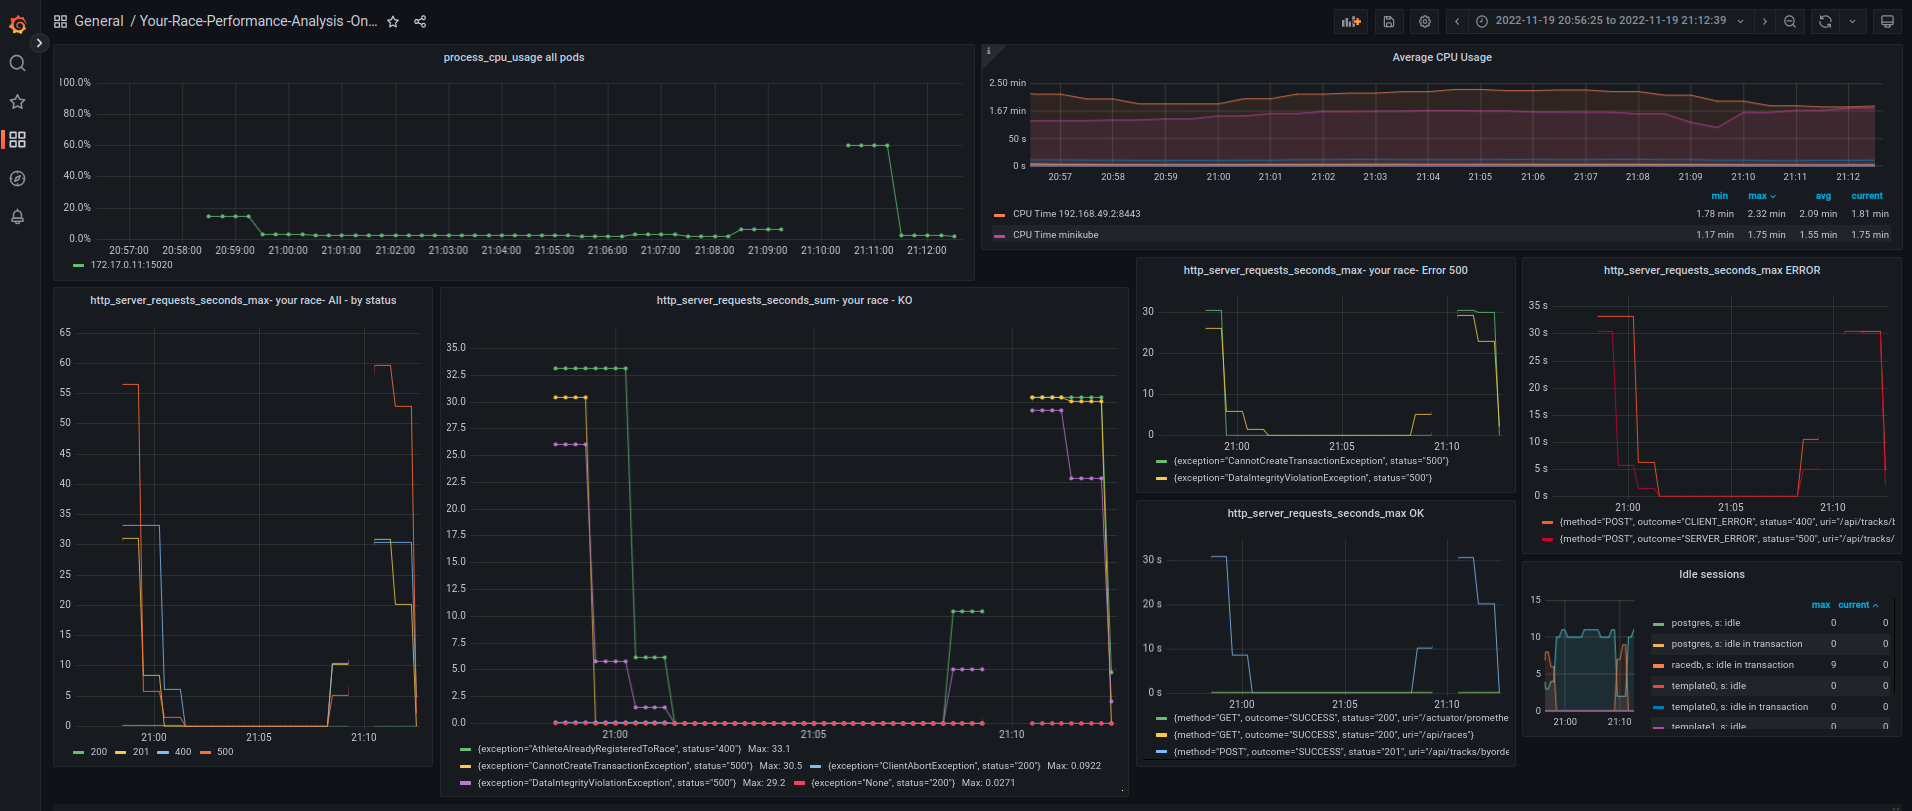 General / Your-Race-Performance-Analysis -On...
2022-11-19 20:56:25 to 2022-11-19 21:12:39
process_cpu_usage all pods
100.0%
80.0%
60.0%
40.0%
20.0%
0.0%
20:57:00 20:58:00 20:59:00 21:00:00 21:01:00 21:02:00 21:03:00 21:04:00 21:05:00 21:06:00 21:07:00 21:08:00 21:09:00 21:10:00 21:11:00 21:12:00
172.17.0.11:15020
i
Average CPU Usage
2.50 min
1.67 min
50 s
0 s
20:57 20:58 20:59 21:00 21:01 21:02 21:03 21:04 21:05 21:06 21:07 21:08 21:09 21:10 21:11 21:12
min max avg current
CPU Time 192.168.49.2:8443 1.78 min 2.32 min 2.09 min 1.81 min
CPU Time minikube 1.17 min 1.75 min 1.55 min 1.75 min
http_server_requests_seconds_max- your race- All - by status
65
60
55
50
45
40
35
30
25
20
15
10
5
0
21:00 21:05 21:10
200 201 400 500
http_server_requests_seconds_sum- your race - KO
35.0
32.5
30.0
27.5
25.0
22.5
20.0
17.5
15.0
12.5
10.0
7.5
5.0
2.5
0.0
21:00 21:05 21:10
{exception="AthleteAlreadyRegisteredToRace", status="400"} Max: 33.1
{exception="CannotCreateTransactionException", status="500"} Max: 30.5 {exception="ClientAbortException", status="200"} Max: 0.0922
{exception="DataIntegrityViolationException", status="500"} Max: 29.2 {exception="None", status="200"} Max: 0.0271
http_server_requests_seconds_max- your race- Error 500
30
20
10
0
21:00 21:05 21:10
{exception="CannotCreateTransactionException", status="500"}
{exception="DataIntegrityViolationException", status="500"}
http_server_requests_seconds_max OK
30 s
20 s
10 s
0 s
21:00 21:05 21:10
{method="GET", outcome="SUCCESS", status="200", uri="/actuator/promethe
{method="GET", outcome="SUCCESS", status="200", uri="/api/races"}
{method="POST", outcome="SUCCESS", status="201", uri="/api/tracks/byorde
http_server_requests_seconds_max ERROR
35 s
30 s
25 s
20 s
15 s
10 s
5 s
0 s
21:00 21:05 21:10
{method="POST", outcome="CLIENT_ERROR", status="400", uri="/api/tracks/b
{method="POST", outcome="SERVER_ERROR", status="500", uri="/api/tracks/
Idle sessions
15
10
5
0
21:00 21:10
max current
postgres, s: idle 0 0
postgres, s: idle in transaction 0 0
racedb, s: idle in transaction 9 0
template0, s: idle 0 0
template0, s: idle in transaction 0 0
template1, s: idle 0 0